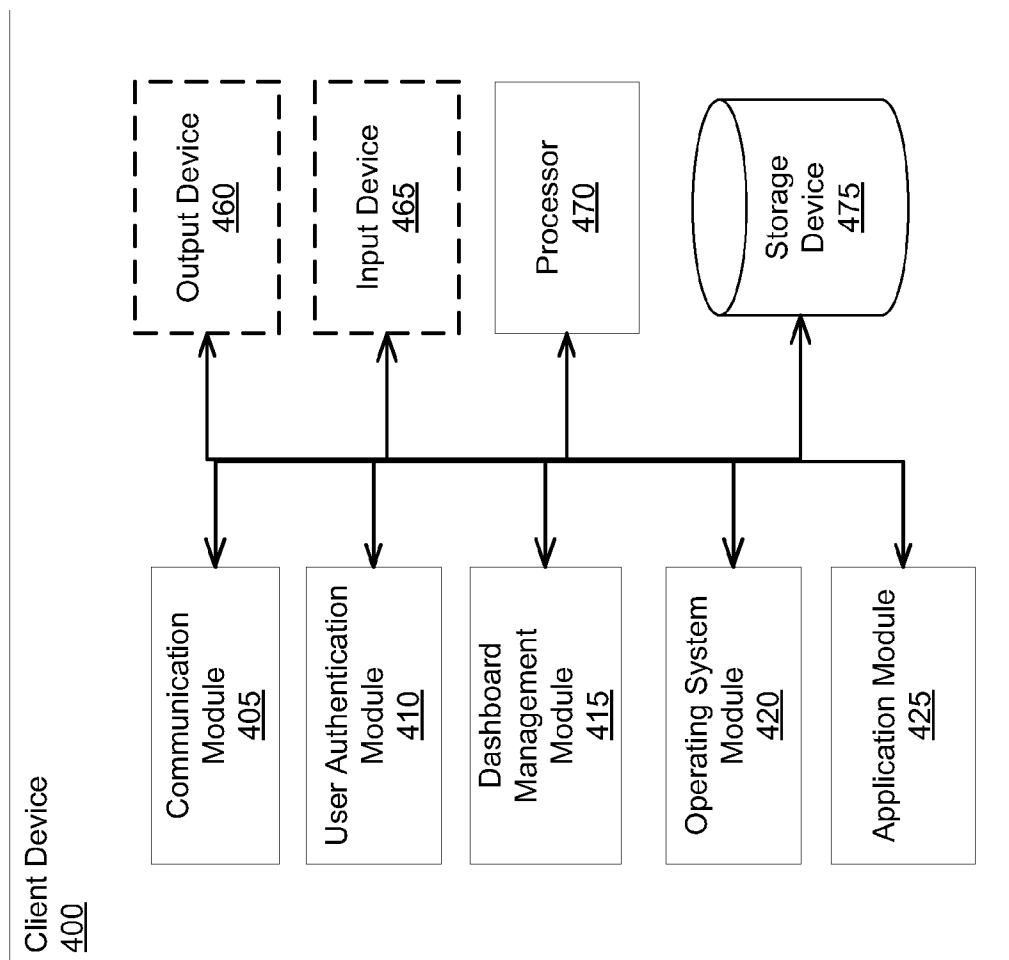 Client Device
400
Communication
Module
405
User Authentication
Module
410
Dashboard
Management
Module
415
Operating System
Module
420
Application Module
425
Output Device
460
Input Device
465
Processor
470
Storage
Device
475